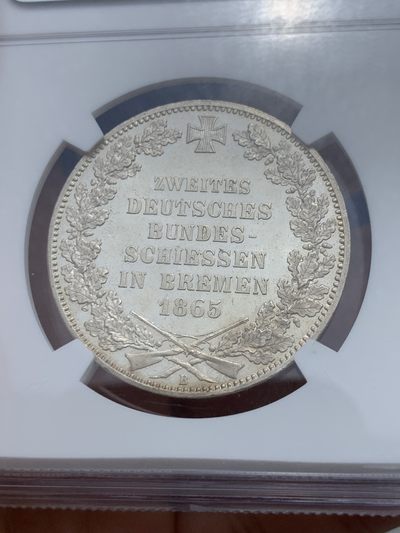 ZWEITES
DEUTSCHES
BUNDES-
SCHIESSEN
IN BREMEN
1865
B